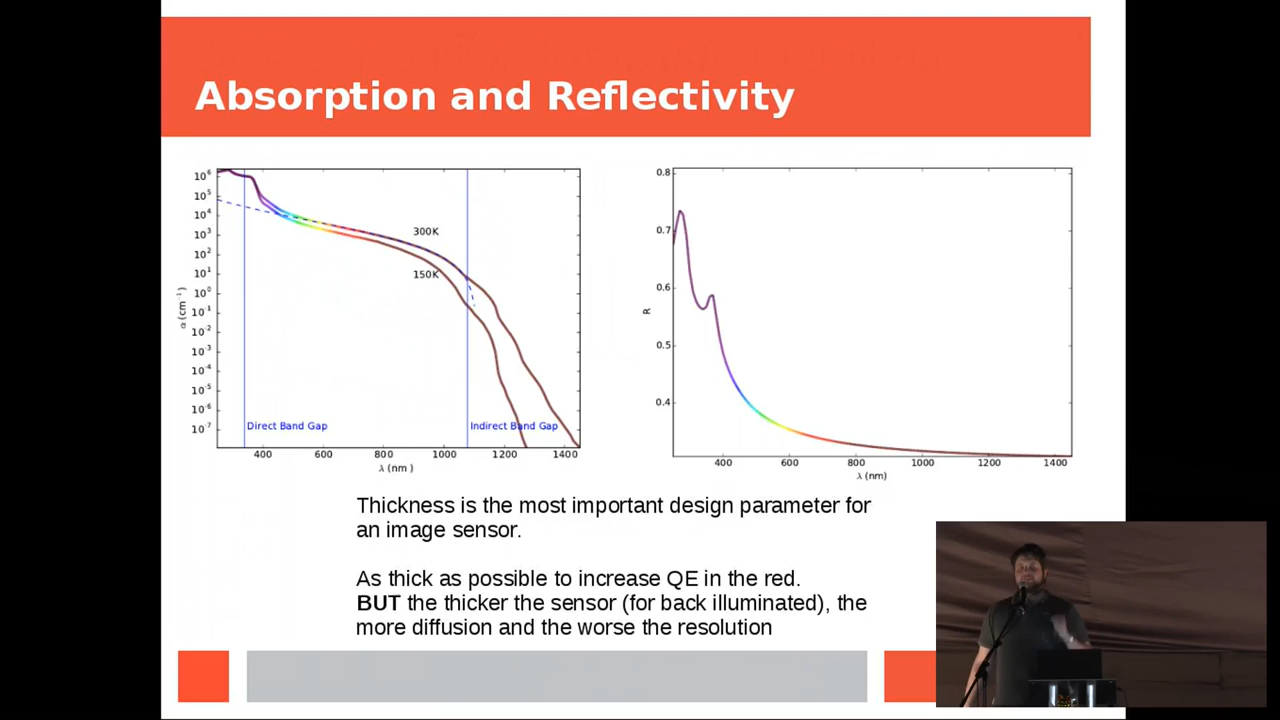 Absorption and Reflectivity
10⁶
10⁵
10⁴
10³
10²
10¹
10⁰
10⁻¹
10⁻²
10⁻³
10⁻⁴
10⁻⁵
10⁻⁶
10⁻⁷
α (cm⁻¹)
300K
150K
Direct Band Gap
Indirect Band Gap
400 600 800 1000 1200 1400
λ (nm )
0.8
0.7
0.6
0.5
0.4
R
400 600 800 1000 1200 1400
λ (nm)
Thickness is the most important design parameter for
an image sensor.
As thick as possible to increase QE in the red.
BUT the thicker the sensor (for back illuminated), the
more diffusion and the worse the resolution